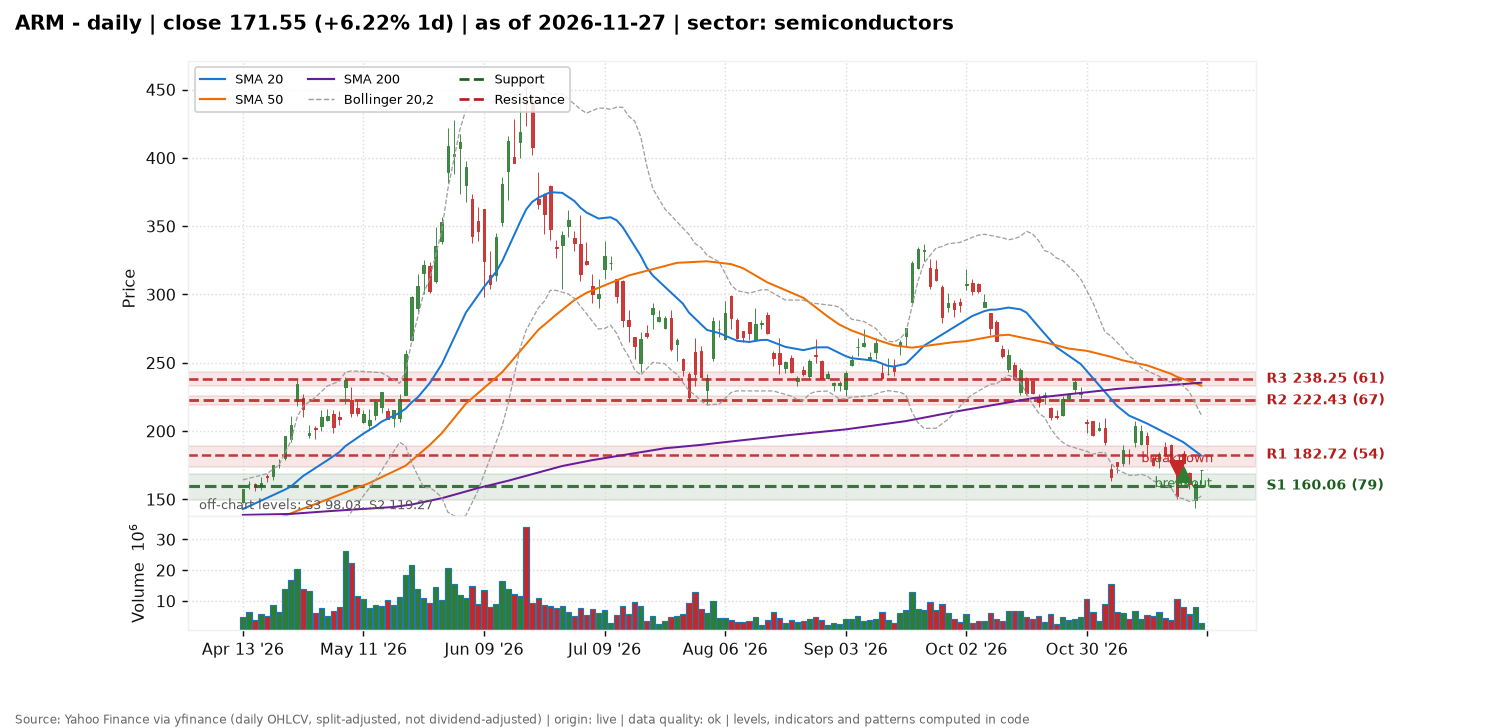 ARM - daily | close 171.55 (+6.22% 1d) | as of 2026-11-27 | sector: semiconductors
SMA 20 SMA 200 Support
SMA 50 Bollinger 20,2 Resistance
Price
450
400
350
300
250
200
150
R3 238.25 (61)
R2 222.43 (67)
R1 182.72 (54)
S1 160.06 (79)
breakdown
breakout
off-chart levels: S3 98.03, S2 119.27
Volume 10⁶
30
20
10
Apr 13 '26 May 11 '26 Jun 09 '26 Jul 09 '26 Aug 06 '26 Sep 03 '26 Oct 02 '26 Oct 30 '26
Source: Yahoo Finance via yfinance (daily OHLCV, split-adjusted, not dividend-adjusted) | origin: live | data quality: ok | levels, indicators and patterns computed in code